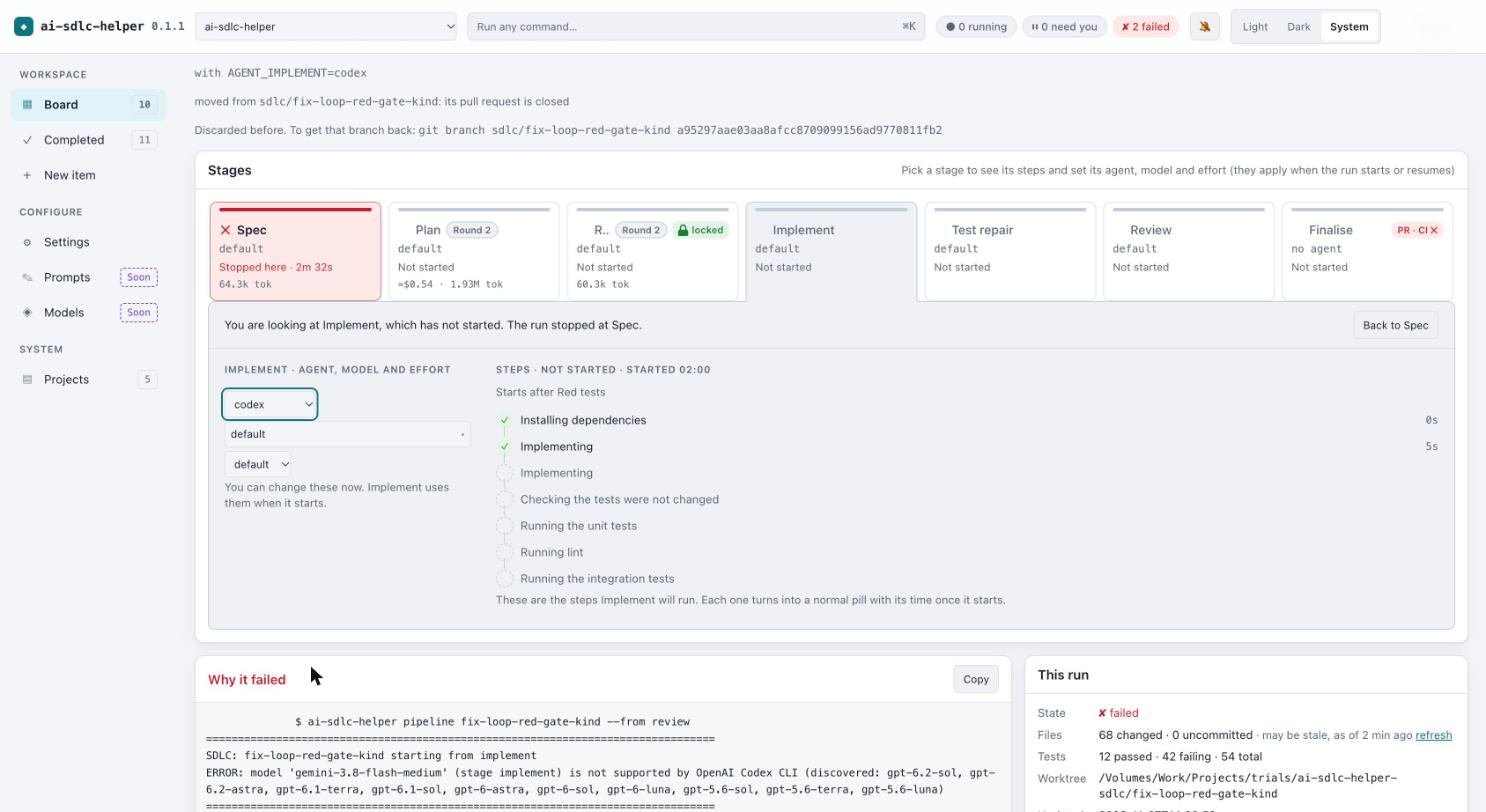 ai-sdlc-helper 0.1.1
ai-sdlc-helper
Run any command...
⌘K
0 running
0 need you
✘ 2 failed
Light
Dark
System
WORKSPACE
Board 10
Completed 11
+ New item
CONFIGURE
Settings
Prompts Soon
Models Soon
SYSTEM
Projects 5
with AGENT_IMPLEMENT=codex
moved from sdlc/fix-loop-red-gate-kind: its pull request is closed
Discarded before. To get that branch back: git branch sdlc/fix-loop-red-gate-kind a95297aae03aa8afcc8709099156ad9770811fb2
Stages
Pick a stage to see its steps and set its agent, model and effort (they apply when the run starts or resumes)
Spec
default
Stopped here · 2m 32s
64.3k tok
Plan Round 2
default
Not started
≈$0.54 · 1.93M tok
R.. Round 2 locked
default
Not started
60.3k tok
Implement
default
Not started
Test repair
default
Not started
Review
default
Not started
Finalise PR · CI ✕
no agent
Not started
You are looking at Implement, which has not started. The run stopped at Spec.
Back to Spec
IMPLEMENT · AGENT, MODEL AND EFFORT
codex
default
default
You can change these now. Implement uses
them when it starts.
STEPS · NOT STARTED · STARTED 02:00
Starts after Red tests
Installing dependencies 0s
Implementing 5s
Implementing
Checking the tests were not changed
Running the unit tests
Running lint
Running the integration tests
These are the steps Implement will run. Each one turns into a normal pill with its time once it starts.
Why it failed
Copy
$ ai-sdlc-helper pipeline fix-loop-red-gate-kind --from review
==============================================================================
SDLC: fix-loop-red-gate-kind starting from implement
ERROR: model 'gemini-3.8-flash-medium' (stage implement) is not supported by OpenAI Codex CLI (discovered: gpt-6.2-sol, gpt-
6.2-astra, gpt-6.1-terra, gpt-6.1-sol, gpt-6-astra, gpt-6-sol, gpt-6-luna, gpt-5.6-sol, gpt-5.6-terra, gpt-5.6-luna)
==============================================================================
This run
State ✘ failed
Files 68 changed · 0 uncommitted · may be stale, as of 2 min ago refresh
Tests 12 passed · 42 failing · 54 total
Worktree /Volumes/Work/Projects/trials/ai-sdlc-helper-
sdlc/fix-loop-red-gate-kind